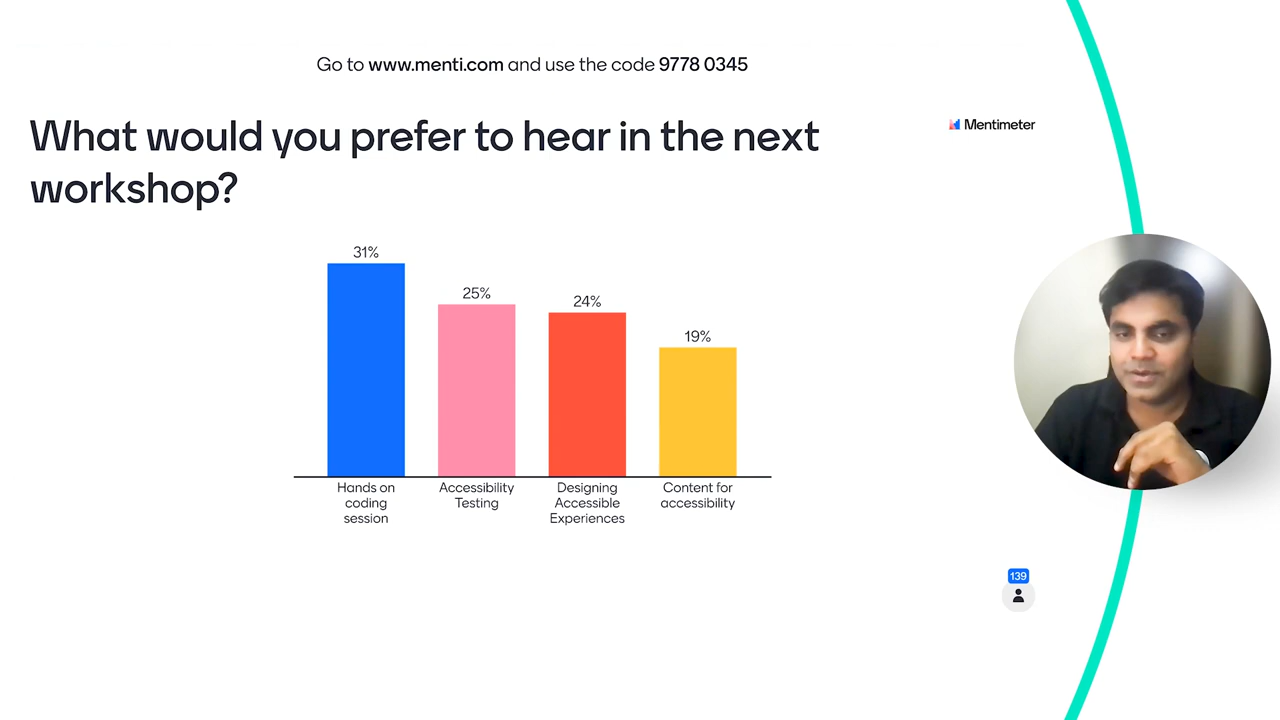 Go to www.menti.com and use the code 9778 0345
What would you prefer to hear in the next
workshop?
Mentimeter
31%
25%
24%
19%
Hands on
coding
session
Accessibility
Testing
Designing
Accessible
Experiences
Content for
accessibility
139